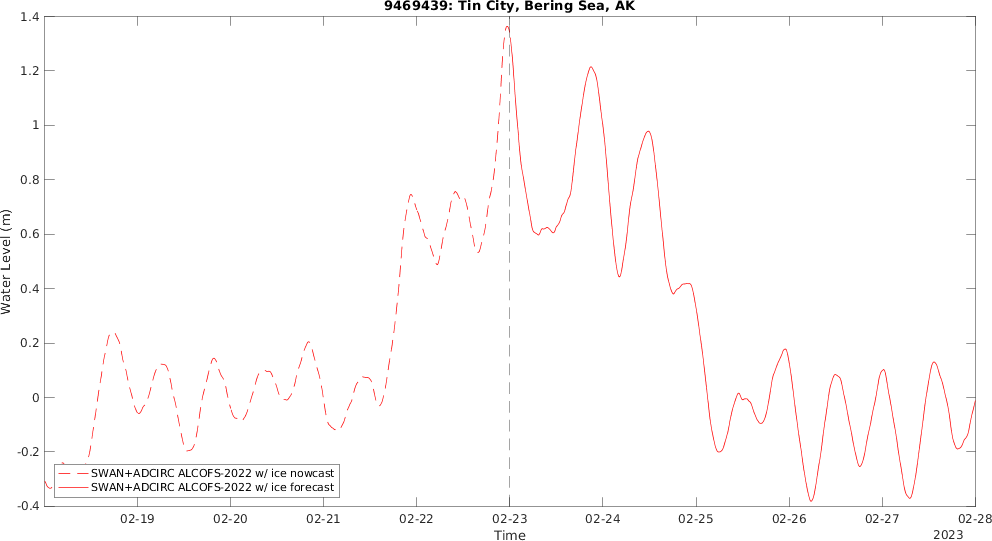 9469439: Tin City, Bering Sea, AK
1.4
1.2
1
0.8
0.6
0.4
0.2
0
-0.2
-0.4
Water Level (m)
SWAN+ADCIRC ALCOFS-2022 w/ ice nowcast
SWAN+ADCIRC ALCOFS-2022 w/ ice forecast
02-19 02-20 02-21 02-22 02-23 02-24 02-25 02-26 02-27 02-28
Time
2023